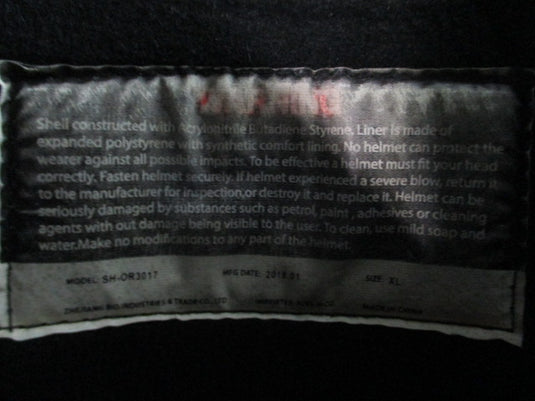 WARNING
Shell constructed with Acrylonitrile Butadiene Styrene, Liner is made of
expanded polystyrene with synthetic comfort lining. No helmet can protect the
wearer against all possible impacts. To be effective a helmet must fit your head
correctly. Fasten helmet securely. If helmet experienced a severe blow, return it
to the manufacturer for inspection,or destroy it and replace it. Helmet can be
seriously damaged by substances such as petrol, paint , adhesives or cleaning
agents with out damage being visible to the user. To clean, use mild soap and
water.Make no modifications to any part of the helmet.
MODEL: SH-OR3017 MFG DATE: 2018.01 SIZE: XL
INDUSTRIES & TRADE CO., LTD MADE IN CHINA